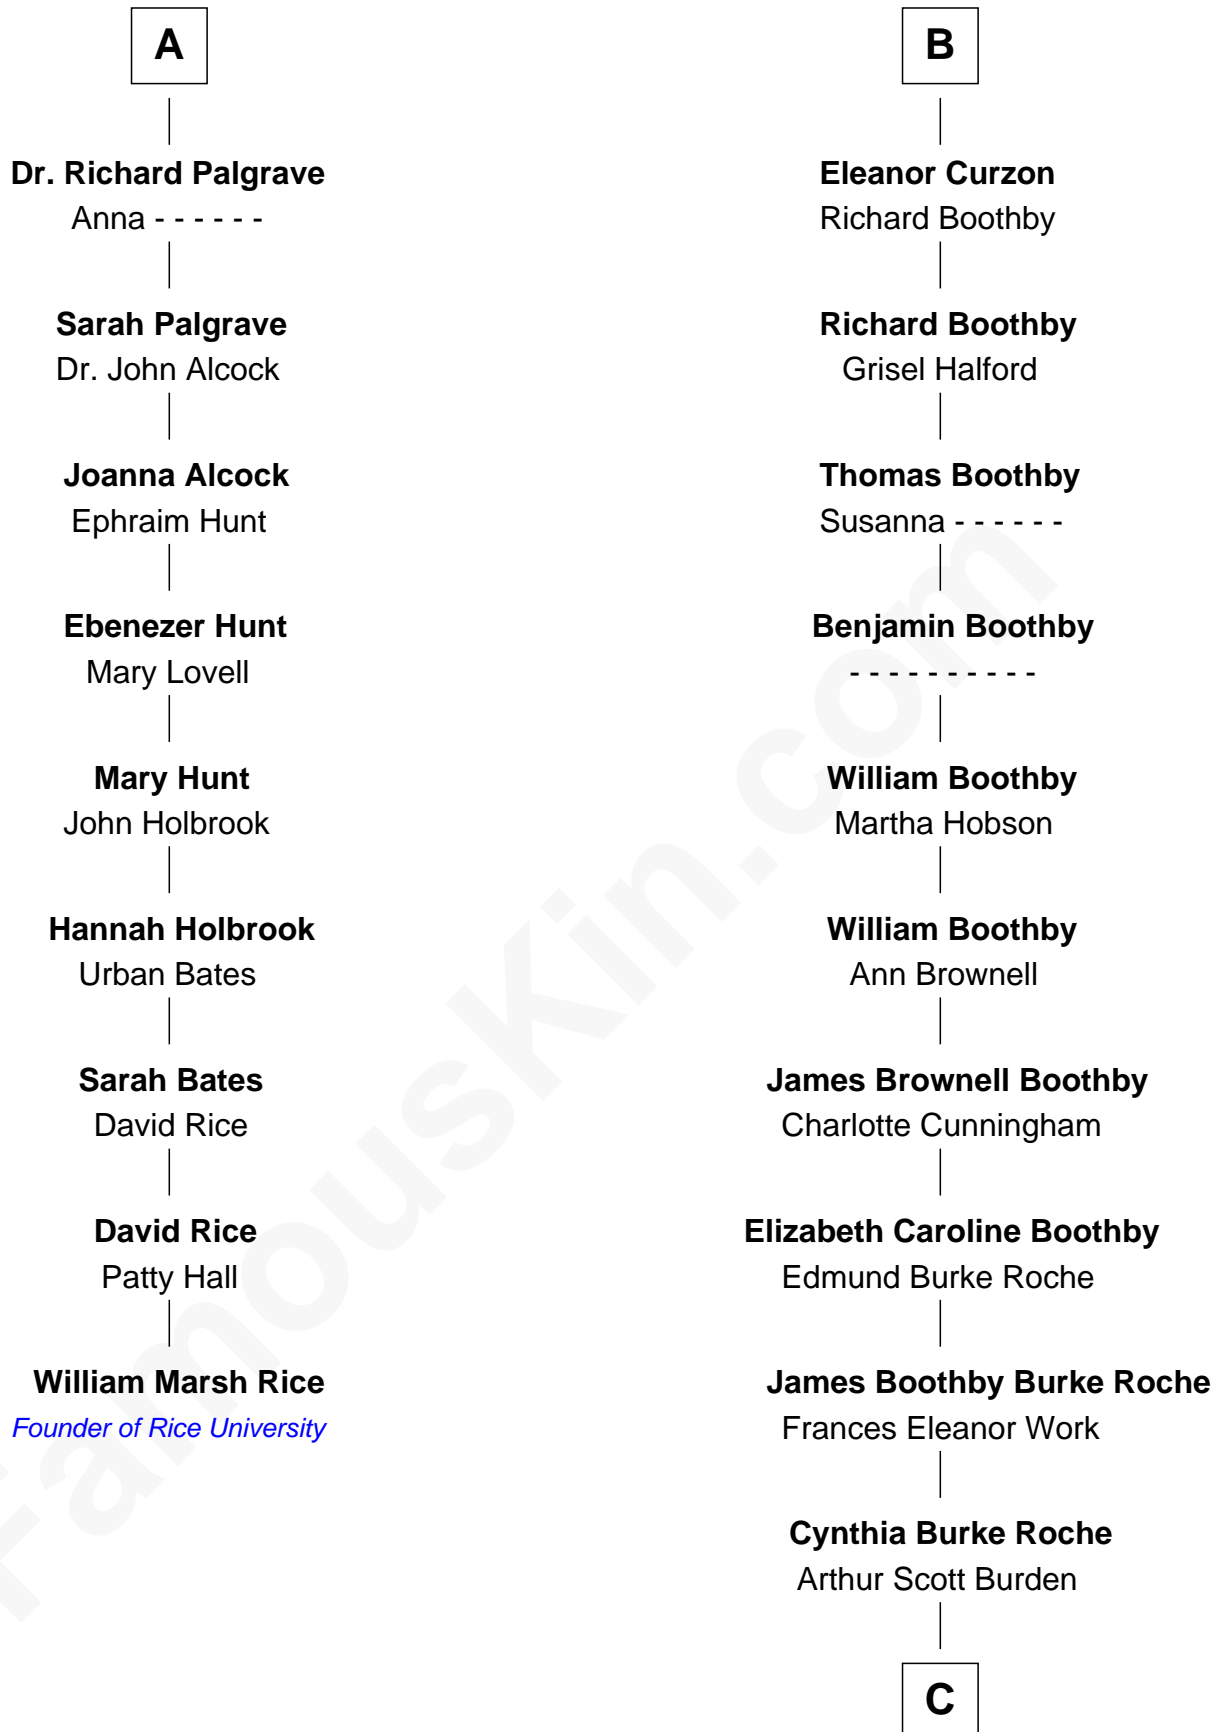 A
Dr. Richard Palgrave
Anna - - - - - -
Sarah Palgrave
Dr. John Alcock
Joanna Alcock
Ephraim Hunt
Ebenezer Hunt
Mary Lovell
Mary Hunt
John Holbrook
Hannah Holbrook
Urban Bates
Sarah Bates
David Rice
David Rice
Patty Hall
William Marsh Rice
Founder of Rice University
B
Eleanor Curzon
Richard Boothby
Richard Boothby
Grisel Halford
Thomas Boothby
Susanna - - - - - -
Benjamin Boothby
- - - - - - - - - -
William Boothby
Martha Hobson
William Boothby
Ann Brownell
James Brownell Boothby
Charlotte Cunningham
Elizabeth Caroline Boothby
Edmund Burke Roche
James Boothby Burke Roche
Frances Eleanor Work
Cynthia Burke Roche
Arthur Scott Burden
C
FamousKin.com